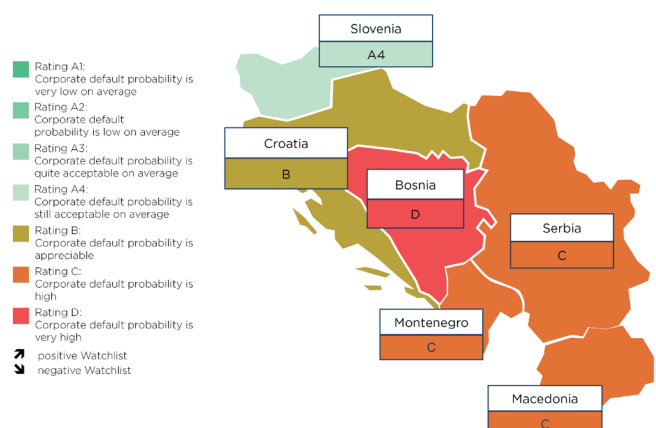 Rating A1:
Corporate default probability is
very low on average
Rating A2:
Corporate default
probability is low on average
Rating A3:
Corporate default probability is
quite acceptable on average
Rating A4:
Corporate default probability is
still acceptable on average
Rating B:
Corporate default probability is
appreciable
Rating C:
Corporate default probability is
high
Rating D:
Corporate default probability is
very high
positive Watchlist
negative Watchlist
Slovenia
A4
Croatia
B
Bosnia
D
Serbia
C
Montenegro
C
Macedonia
C